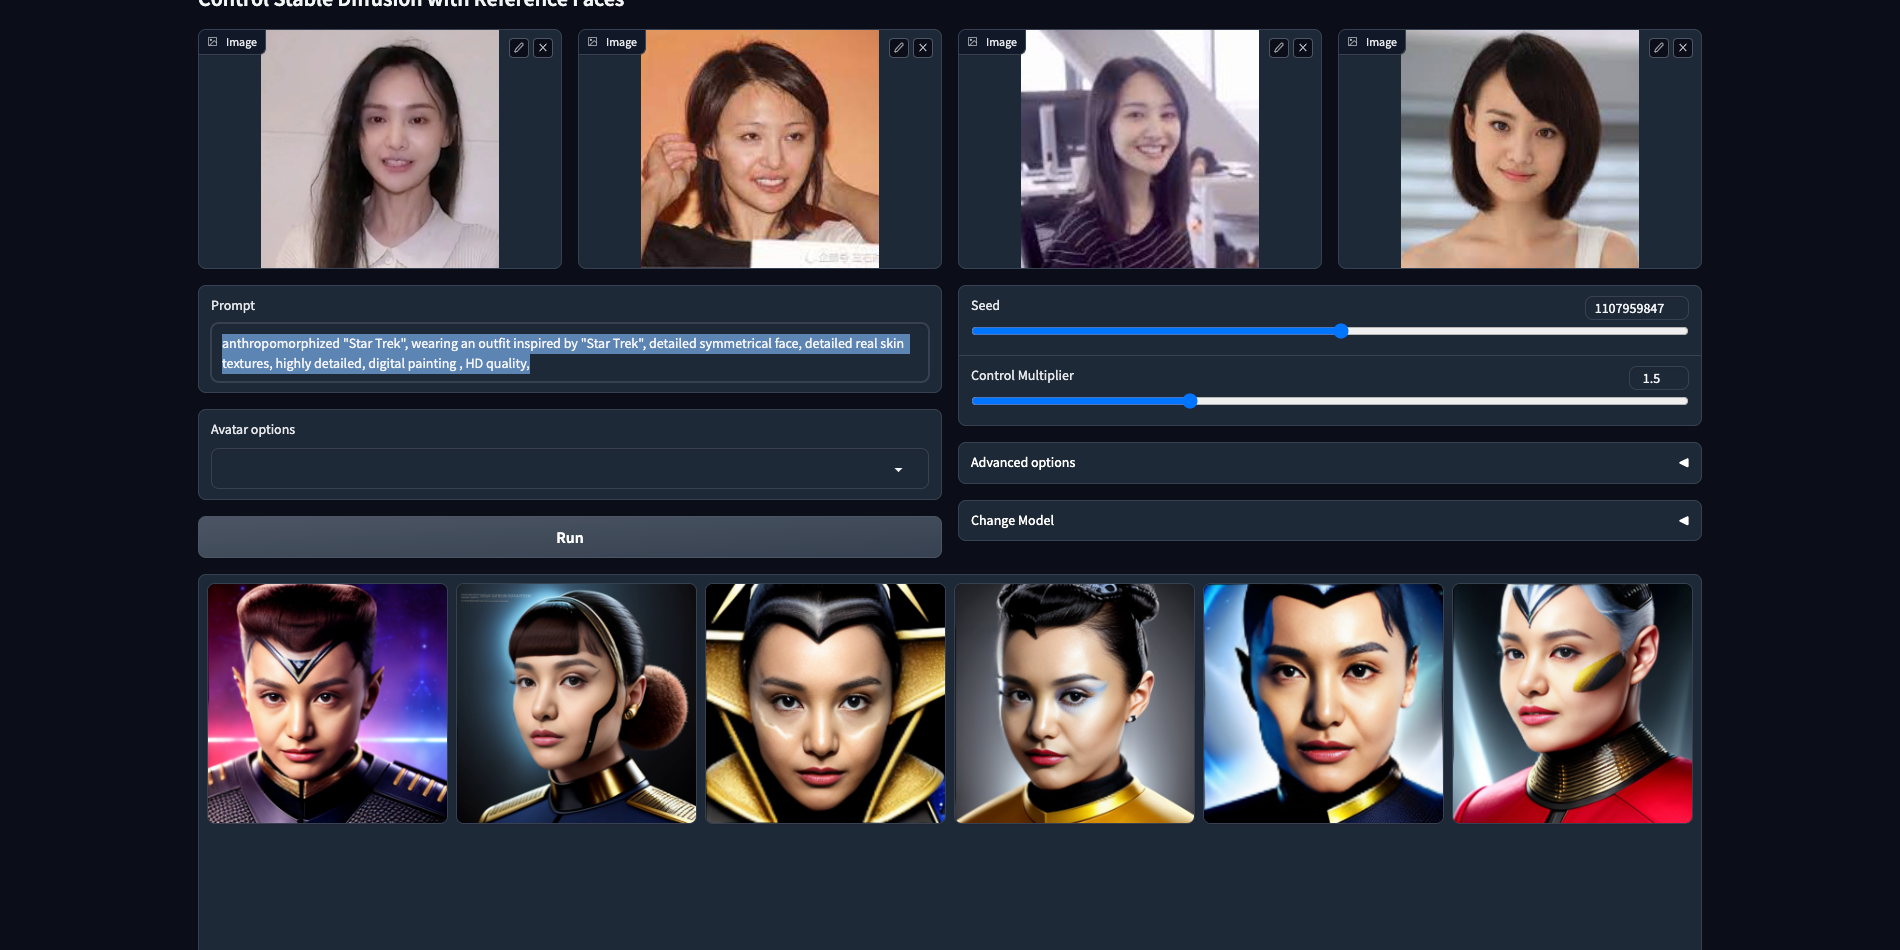 Control Stable Diffusion with Reference Faces
Image
Image
Image
Image
Prompt
anthropomorphized "Star Trek", wearing an outfit inspired by "Star Trek", detailed symmetrical face, detailed real skin
textures, highly detailed, digital painting , HD quality,
Seed
1107959847
Control Multiplier
1.5
Avatar options
Advanced options
Change Model
Run